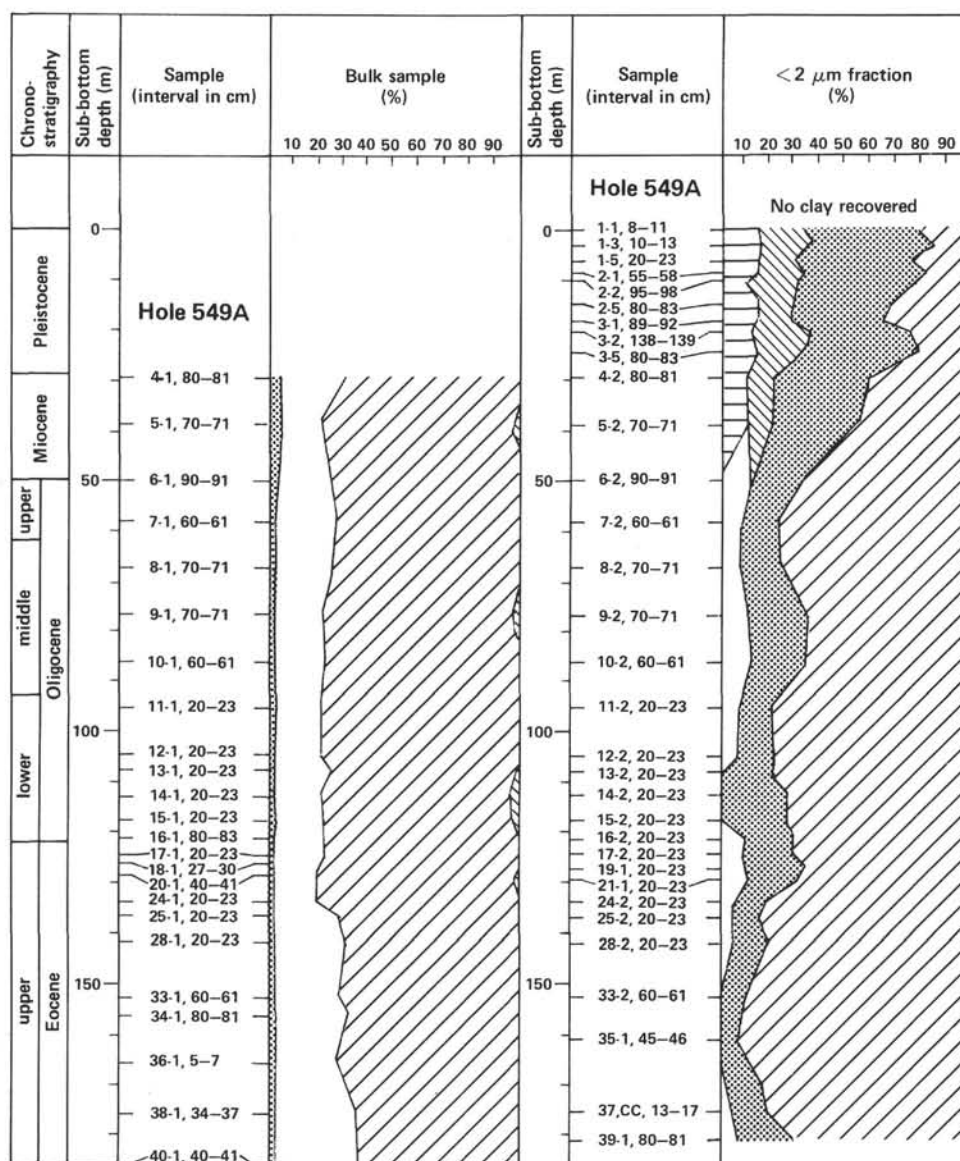 Chrono-
stratigraphy
Sub-bottom
depth (m)
Sample
(interval in cm)
Bulk sample
(%)
10 20 30 40 50 60 70 80 90
Sub-bottom
depth (m)
Sample
(interval in cm)
<2 μm fraction
(%)
10 20 30 40 50 60 70 80 90
Pleistocene
Miocene
upper
middle
lower
Oligocene
upper
Eocene
0
50
100
150
Hole 549A
4-1, 80–81
5-1, 70–71
6-1, 90–91
7-1, 60–61
8-1, 70–71
9-1, 70–71
10-1, 60–61
11-1, 20–23
12-1, 20–23
13-1, 20–23
14-1, 20–23
15-1, 20–23
16-1, 80–83
17-1, 20–23
18-1, 27–30
20-1, 40–41
24-1, 20–23
25-1, 20–23
28-1, 20–23
33-1, 60–61
34-1, 80–81
36-1, 5–7
38-1, 34–37
40-1, 40–41
0
50
100
150
Hole 549A
No clay recovered
1-1, 8–11
1-3, 10–13
1-5, 20–23
2-1, 55–58
2-2, 95–98
2-5, 80–83
3-1, 89–92
3-2, 138–139
3-5, 80–83
4-2, 80–81
5-2, 70–71
6-2, 90–91
7-2, 60–61
8-2, 70–71
9-2, 70–71
10-2, 60–61
11-2, 20–23
12-2, 20–23
13-2, 20–23
14-2, 20–23
15-2, 20–23
16-2, 20–23
17-2, 20–23
19-1, 20–23
21-1, 20–23
24-2, 20–23
25-2, 20–23
28-2, 20–23
33-2, 60–61
35-1, 45–46
37,CC, 13–17
39-1, 80–81